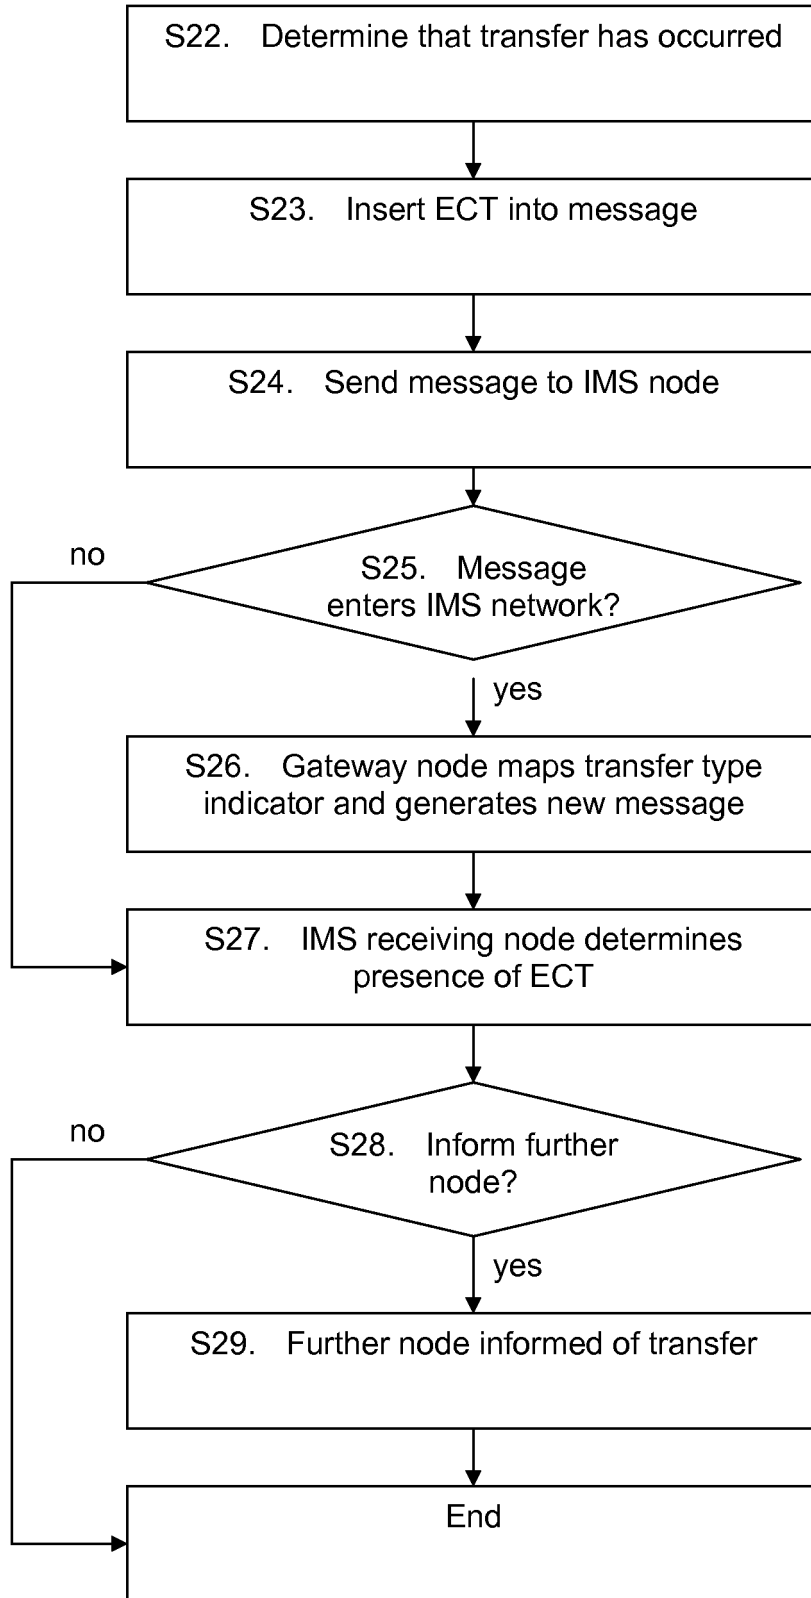 S22. Determine that transfer has occurred
S23. Insert ECT into message
S24. Send message to IMS node
no
S25. Message
enters IMS network?
yes
S26. Gateway node maps transfer type
indicator and generates new message
S27. IMS receiving node determines
presence of ECT
no
S28. Inform further
node?
yes
S29. Further node informed of transfer
End